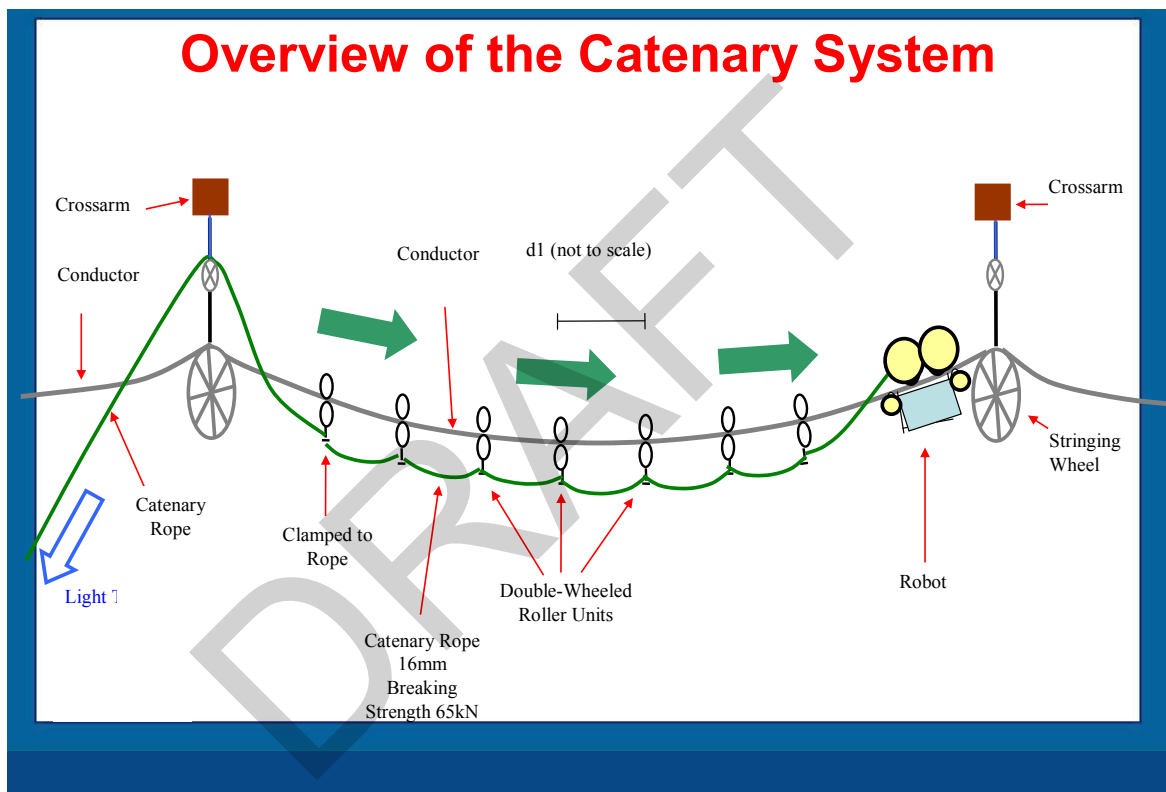 Overview of the Catenary System
Crossarm
Crossarm
Conductor
d1 (not to scale)
Conductor
Stringing
Wheel
Catenary
Rope
Clamped to
Rope
Light
Double-Wheeled
Roller Units
Robot
Catenary Rope
16mm
Breaking
Strength 65kN
DRAFT